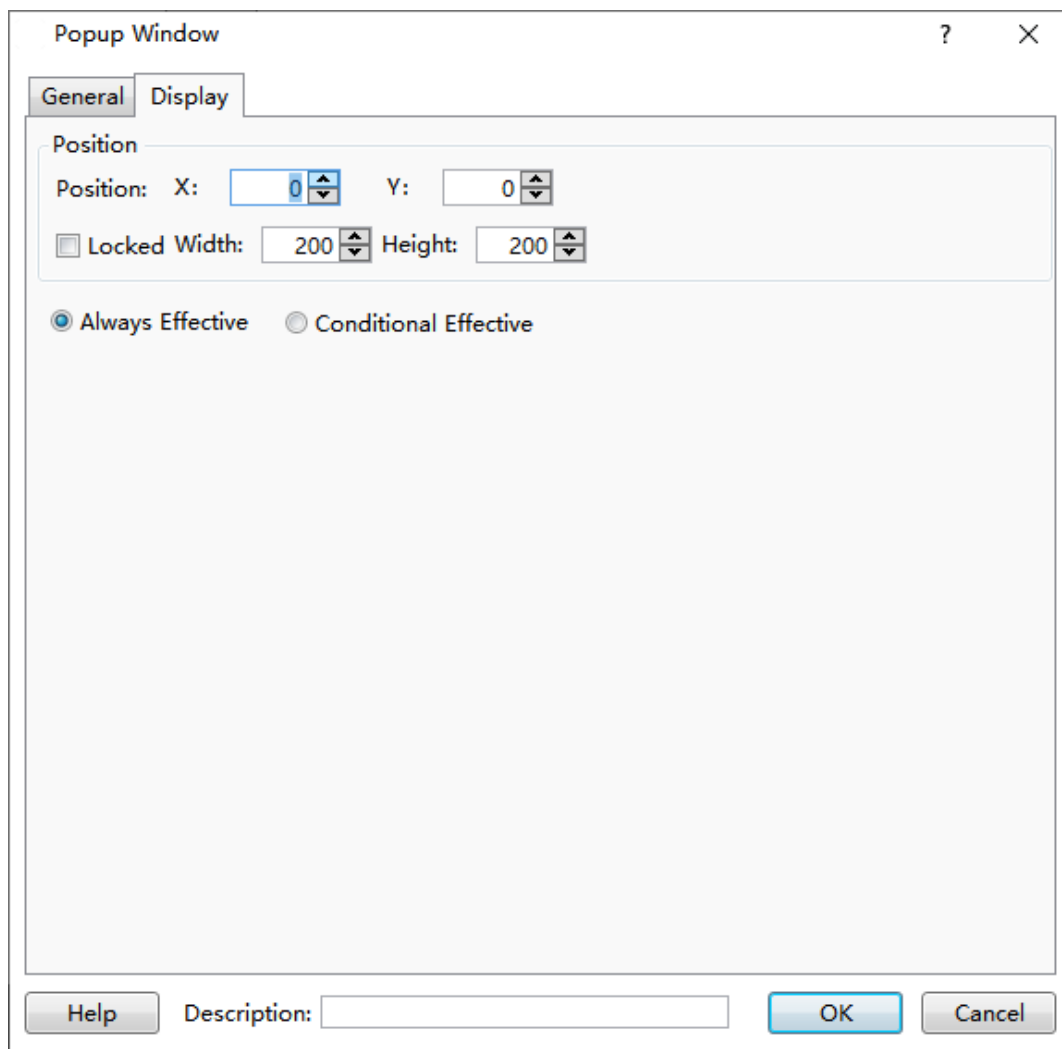 Popup Window ?
General Display
Position
Position: X: 0 Y: 0
Locked Width: 200 Height: 200
Always Effective Conditional Effective
Help Description: OK Cancel